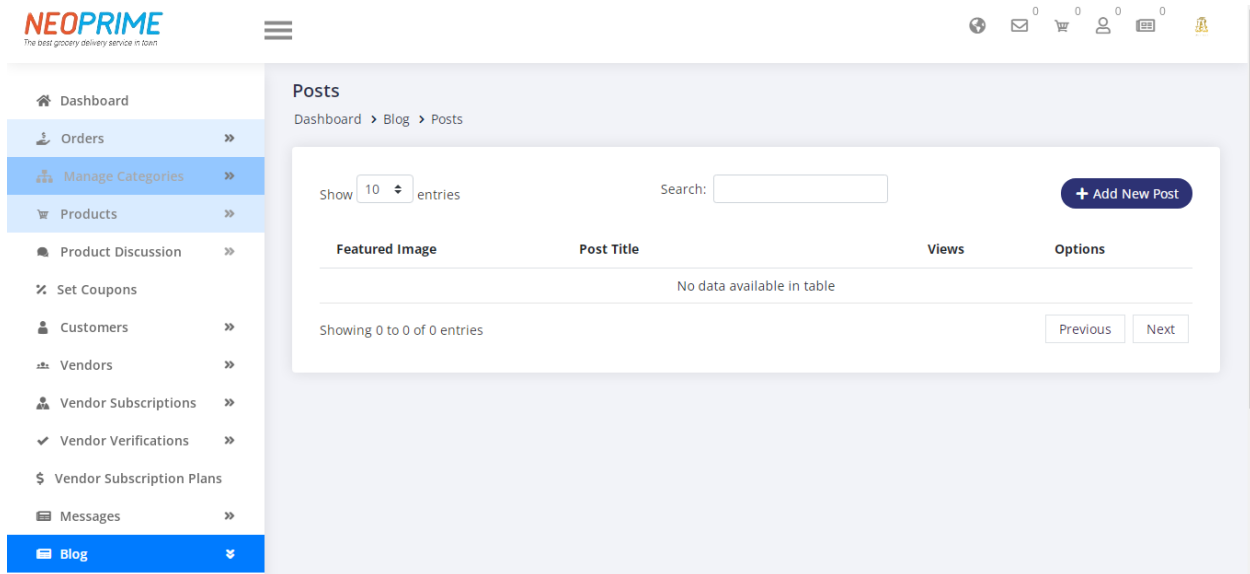 NEOPRIME
The best grocery delivery service in town
0 0 0 0
Posts
Dashboard > Blog > Posts
Dashboard
Orders
Manage Categories
Products
Product Discussion
Set Coupons
Customers
Vendors
Vendor Subscriptions
Vendor Verifications
Vendor Subscription Plans
Messages
Blog
Show 10 entries
Search:
+ Add New Post
Featured Image Post Title Views Options
No data available in table
Showing 0 to 0 of 0 entries
Previous Next